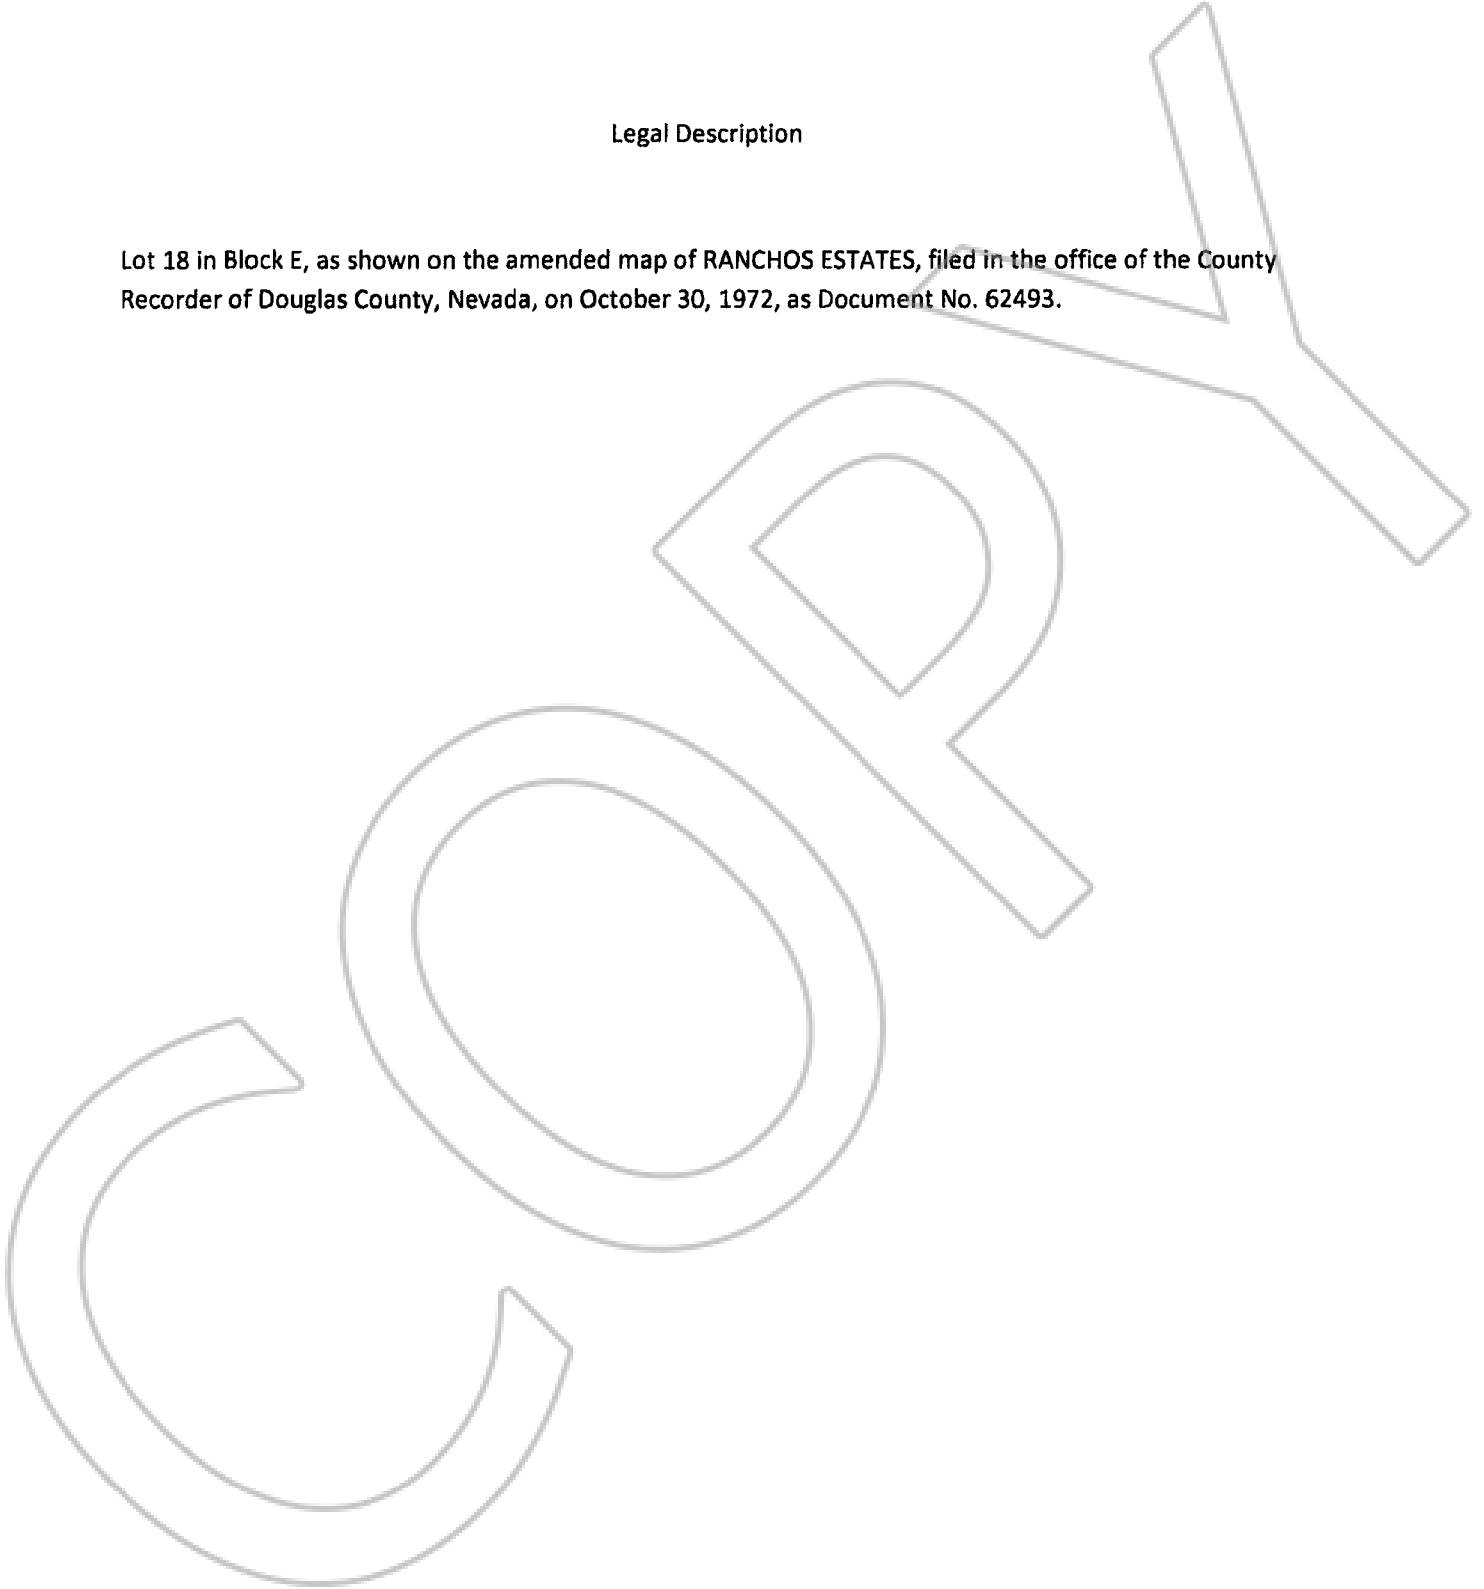 Legal Description
Lot 18 in Block E, as shown on the amended map of RANCHOS ESTATES, filed in the office of the County
Recorder of Douglas County, Nevada, on October 30, 1972, as Document No. 62493.
COPY